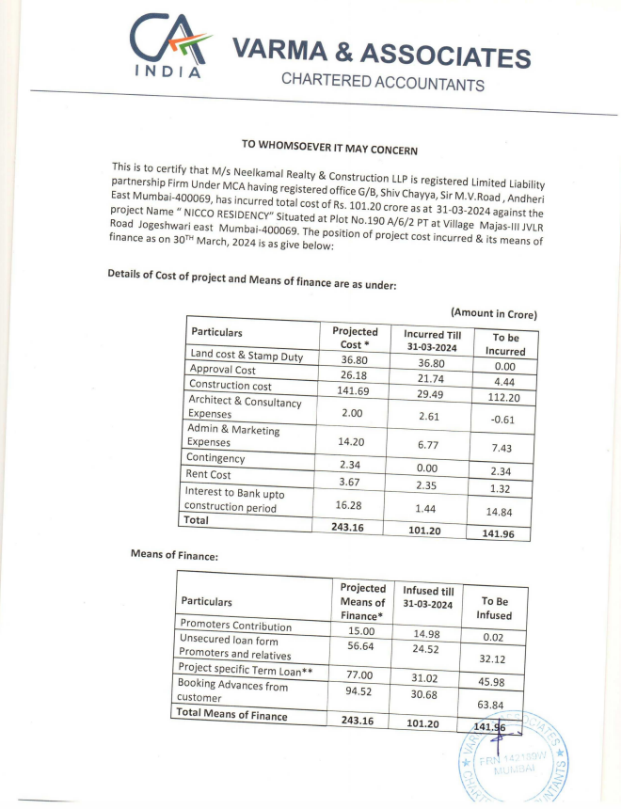 CA
INDIA
VARMA & ASSOCIATES
CHARTERED ACCOUNTANTS
TO WHOMSOEVER IT MAY CONCERN
This is to certify that M/s Neelkamal Realty & Construction LLP is registered Limited Liability
partnership Firm Under MCA having registered office G/B, Shiv Chayya, Sir M.V.Road , Andheri
East Mumbai-400069, has incurred total cost of Rs. 101.20 crore as at 31-03-2024 against the
project Name " NICCO RESIDENCY" Situated at Plot No.190 A/6/2 PT at Village Majas-III JVLR
Road Jogeshwari east Mumbai-400069. The position of project cost incurred & its means of
finance as on 30TH March, 2024 is as give below:
Details of Cost of project and Means of finance are as under:
(Amount in Crore)
Particulars Projected Cost * Incurred Till 31-03-2024 To be Incurred
Land cost & Stamp Duty 36.80 36.80 0.00
Approval Cost 26.18 21.74 4.44
Construction cost 141.69 29.49 112.20
Architect & Consultancy Expenses 2.00 2.61 -0.61
Admin & Marketing Expenses 14.20 6.77 7.43
Contingency 2.34 0.00 2.34
Rent Cost 3.67 2.35 1.32
Interest to Bank upto construction period 16.28 1.44 14.84
Total 243.16 101.20 141.96
Means of Finance:
Particulars Projected Means of Finance* Infused till 31-03-2024 To Be Infused
Promoters Contribution 15.00 14.98 0.02
Unsecured loan form Promoters and relatives 56.64 24.52 32.12
Project specific Term Loan** 77.00 31.02 45.98
Booking Advances from customer 94.52 30.68 63.84
Total Means of Finance 243.16 101.20 141.96
VARMA & ASSOCIATES
FRN 142180W
MUMBAI